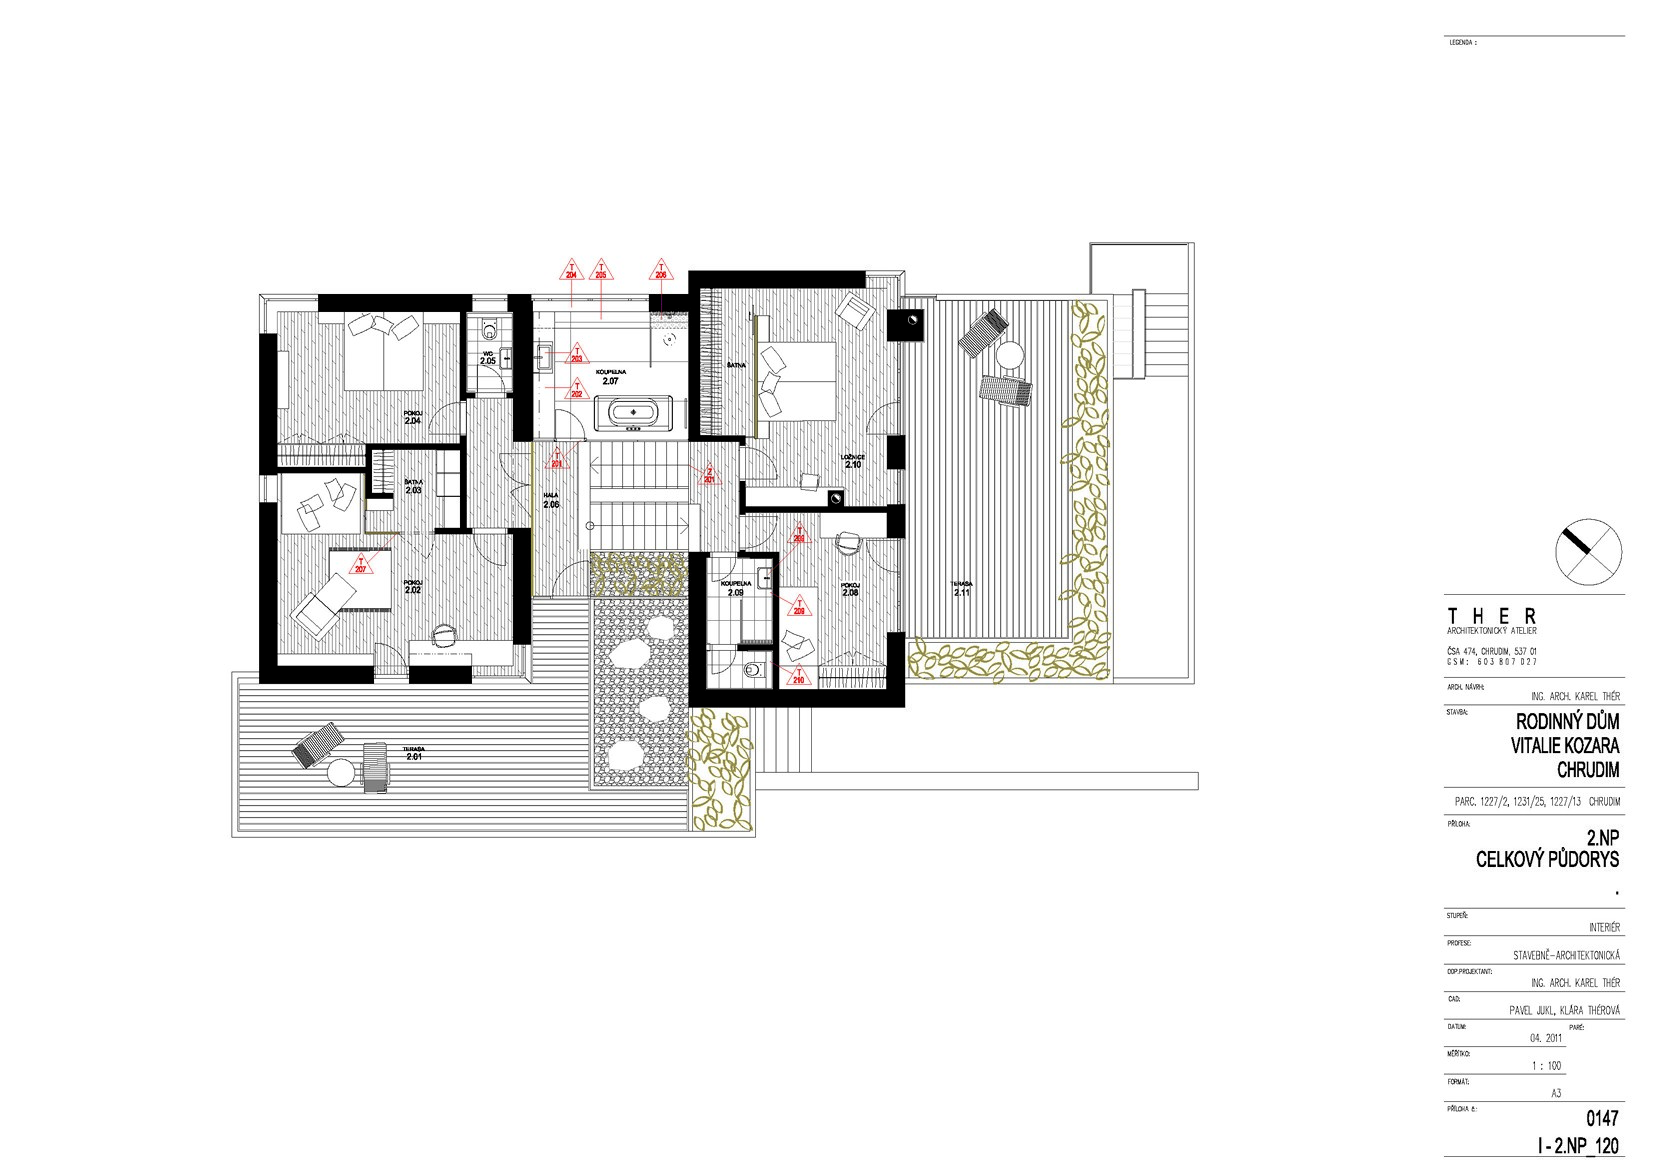 LEGENDA :
T
204
T
205
T
206
WC
2.05
T
203
KOUPELNA
2.07
T
202
ŠATNA
POKOJ
2.04
T
201
Z
201
LOŽNICE
2.10
ŠATNA
2.03
HALA
2.06
T
207
POKOJ
2.02
KOUPELNA
2.09
T
209
POKOJ
2.08
TERASA
2.11
T
210
TERASA
2.01
THER
ARCHITEKTONICKÝ ATELIER
ČSA 474, CHRUDIM, 537 01
GSM: 603 807 027
ARCH. NÁVRH:
ING. ARCH. KAREL THÉR
STAVBA:
RODINNÝ DŮM
VITALIE KOZARA
CHRUDIM
PARC. 1227/2, 1231/25, 1227/13 CHRUDIM
PŘÍLOHA:
2.NP
CELKOVÝ PŮDORYS
.
STUPEŇ:
INTERIÉR
PROFESE:
STAVEBNĚ-ARCHITEKTONICKÁ
ODP.PROJEKTANT:
ING. ARCH. KAREL THÉR
CAD:
PAVEL JUKL, KLÁRA THÉROVÁ
DATUM: PARÉ:
04. 2011
MĚŘÍTKO:
1 : 100
FORMÁT:
A3
PŘÍLOHA č.:
0147
I - 2.NP_120